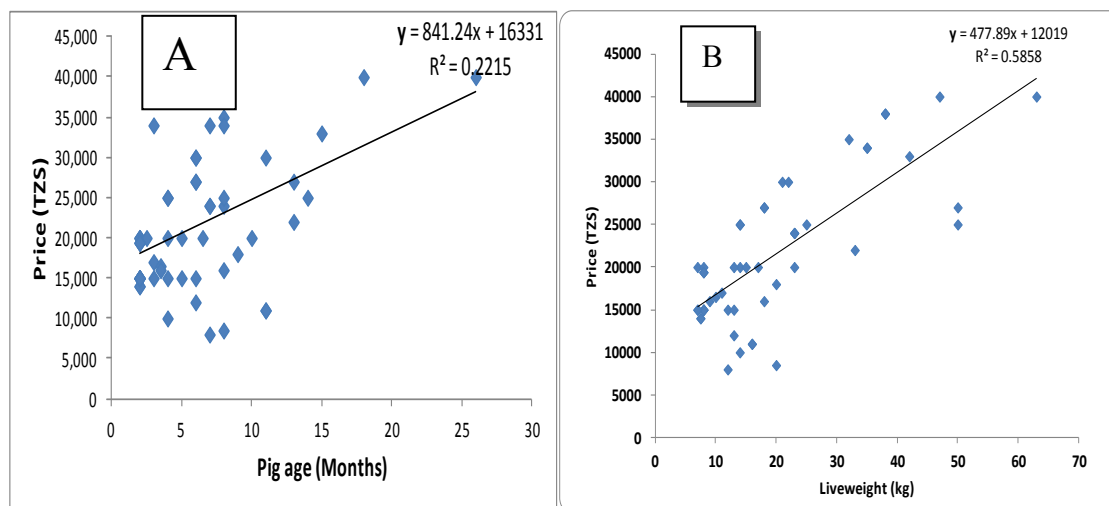 A
y = 841.24x + 16331
R² = 0.2215
45,000
40,000
35,000
30,000
25,000
20,000
15,000
10,000
5,000
0
Price (TZS)
0 5 10 15 20 25 30
Pig age (Months)
B
y = 477.89x + 12019
R² = 0.5858
45000
40000
35000
30000
25000
20000
15000
10000
5000
0
Price (TZS)
0 10 20 30 40 50 60 70
Liveweight (kg)